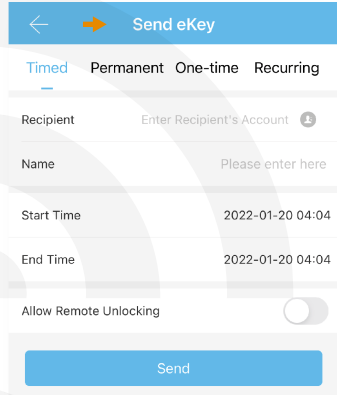 Send eKey
Timed Permanent One-time Recurring
Recipient Enter Recipient's Account
Name Please enter here
Start Time 2022-01-20 04:04
End Time 2022-01-20 04:04
Allow Remote Unlocking
Send